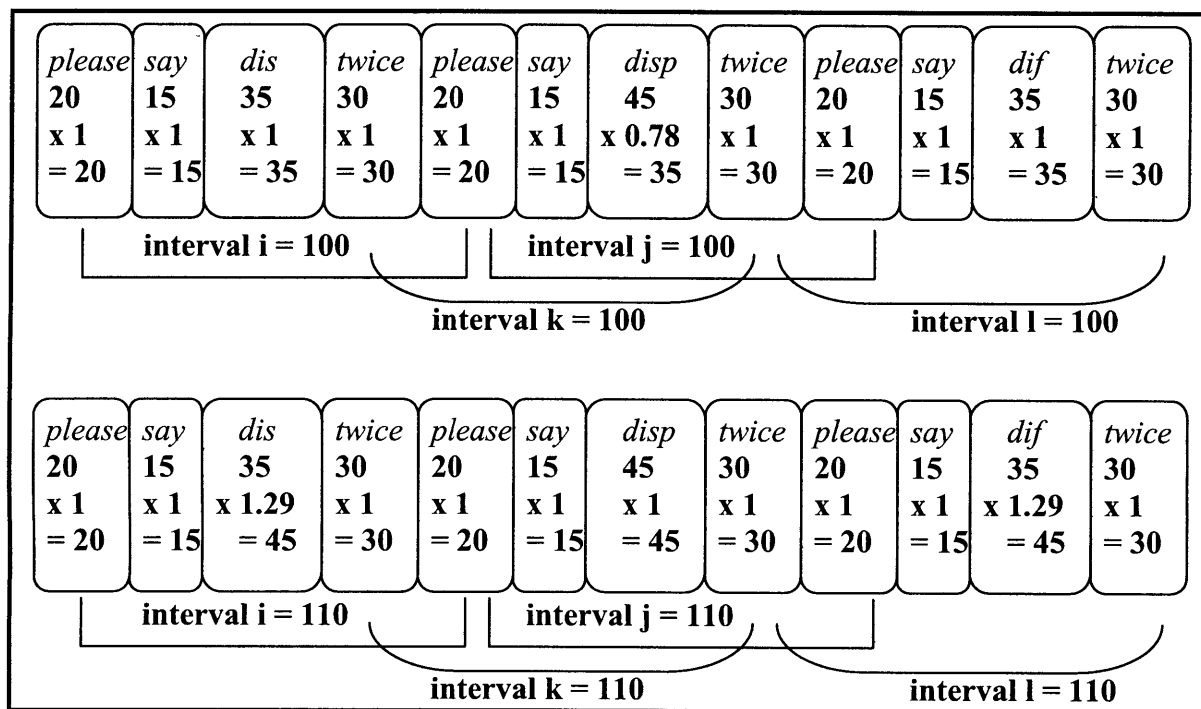 please say dis twice please say disp twice please say dif twice
20 15 35 30 20 15 45 30 20 15 35 30
x 1 x 1 x 1 x 1 x 1 x 1 x 0.78 x 1 x 1 x 1 x 1 x 1
= 20 = 15 = 35 = 30 = 20 = 15 = 35 = 30 = 20 = 15 = 35 = 30
interval i = 100 interval j = 100
interval k = 100 interval l = 100
please say dis twice please say disp twice please say dif twice
20 15 35 30 20 15 45 30 20 15 35 30
x 1 x 1 x 1.29 x 1 x 1 x 1 x 1 x 1 x 1 x 1 x 1.29 x 1
= 20 = 15 = 45 = 30 = 20 = 15 = 45 = 30 = 20 = 15 = 45 = 30
interval i = 110 interval j = 110
interval k = 110 interval l = 110